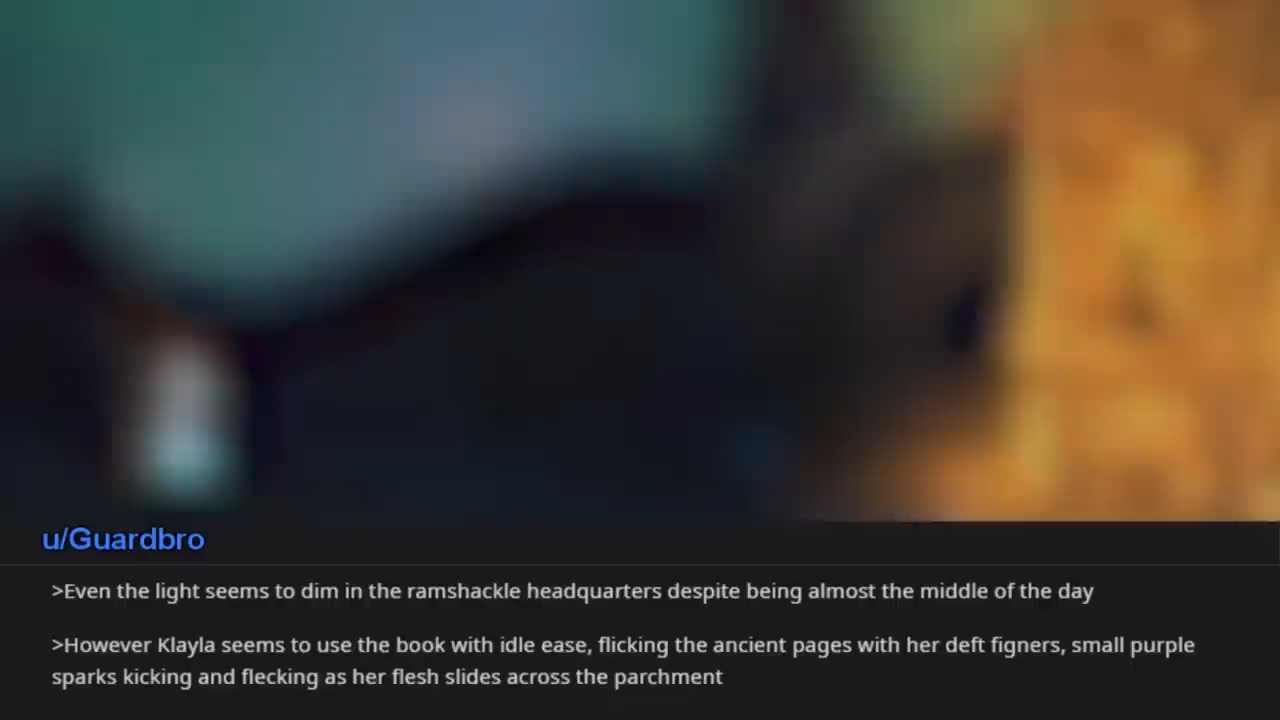 u/Guardbro
>Even the light seems to dim in the ramshackle headquarters despite being almost the middle of the day
>However Klayla seems to use the book with idle ease, flicking the ancient pages with her deft figners, small purple
sparks kicking and flecking as her flesh slides across the parchment